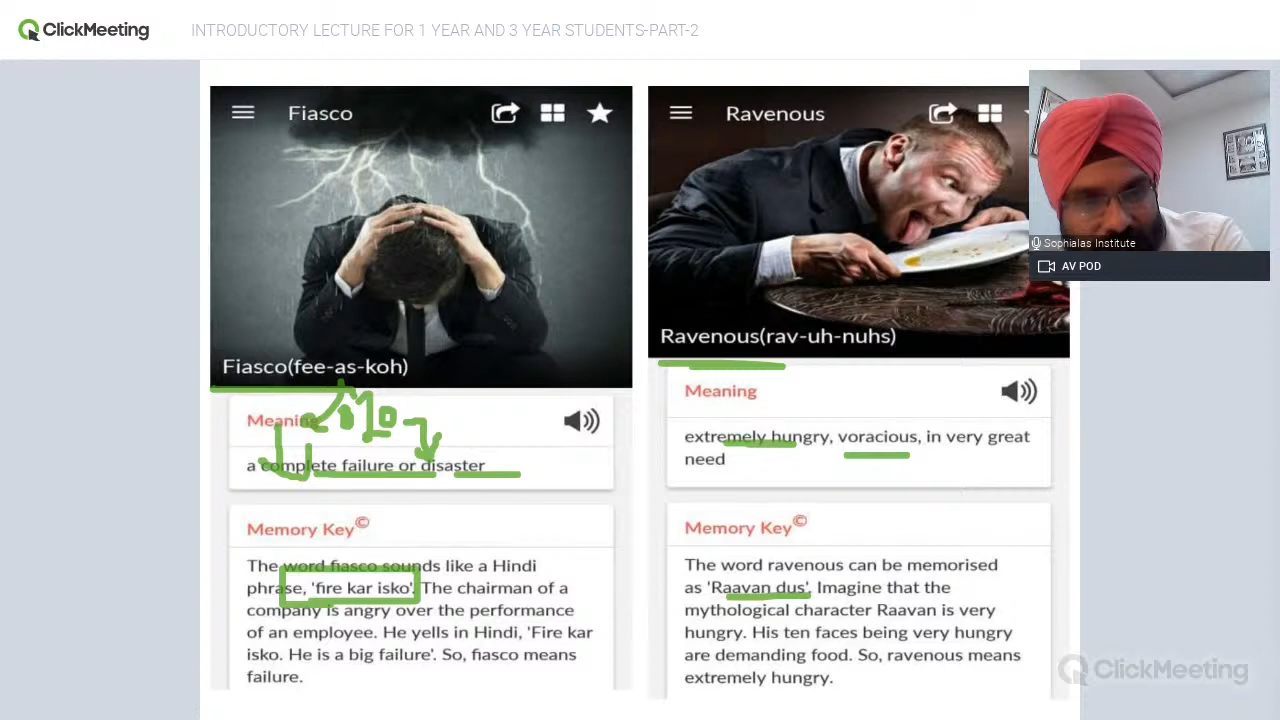 ClickMeeting
INTRODUCTORY LECTURE FOR 1 YEAR AND 3 YEAR STUDENTS-PART-2
Fiasco
Fiasco(fee-as-koh)
Meaning
a complete failure or disaster
Memory Key©
The word fiasco sounds like a Hindi
phrase, 'fire kar isko'. The chairman of a
company is angry over the performance
of an employee. He yells in Hindi, 'Fire kar
isko. He is a big failure'. So, fiasco means
failure.
Ravenous
Ravenous(rav-uh-nuhs)
Meaning
extremely hungry, voracious, in very great
need
Memory Key©
The word ravenous can be memorised
as 'Raavan dus'. Imagine that the
mythological character Raavan is very
hungry. His ten faces being very hungry
are demanding food. So, ravenous means
extremely hungry.
Sophialas Institute
AV POD
ClickMeeting